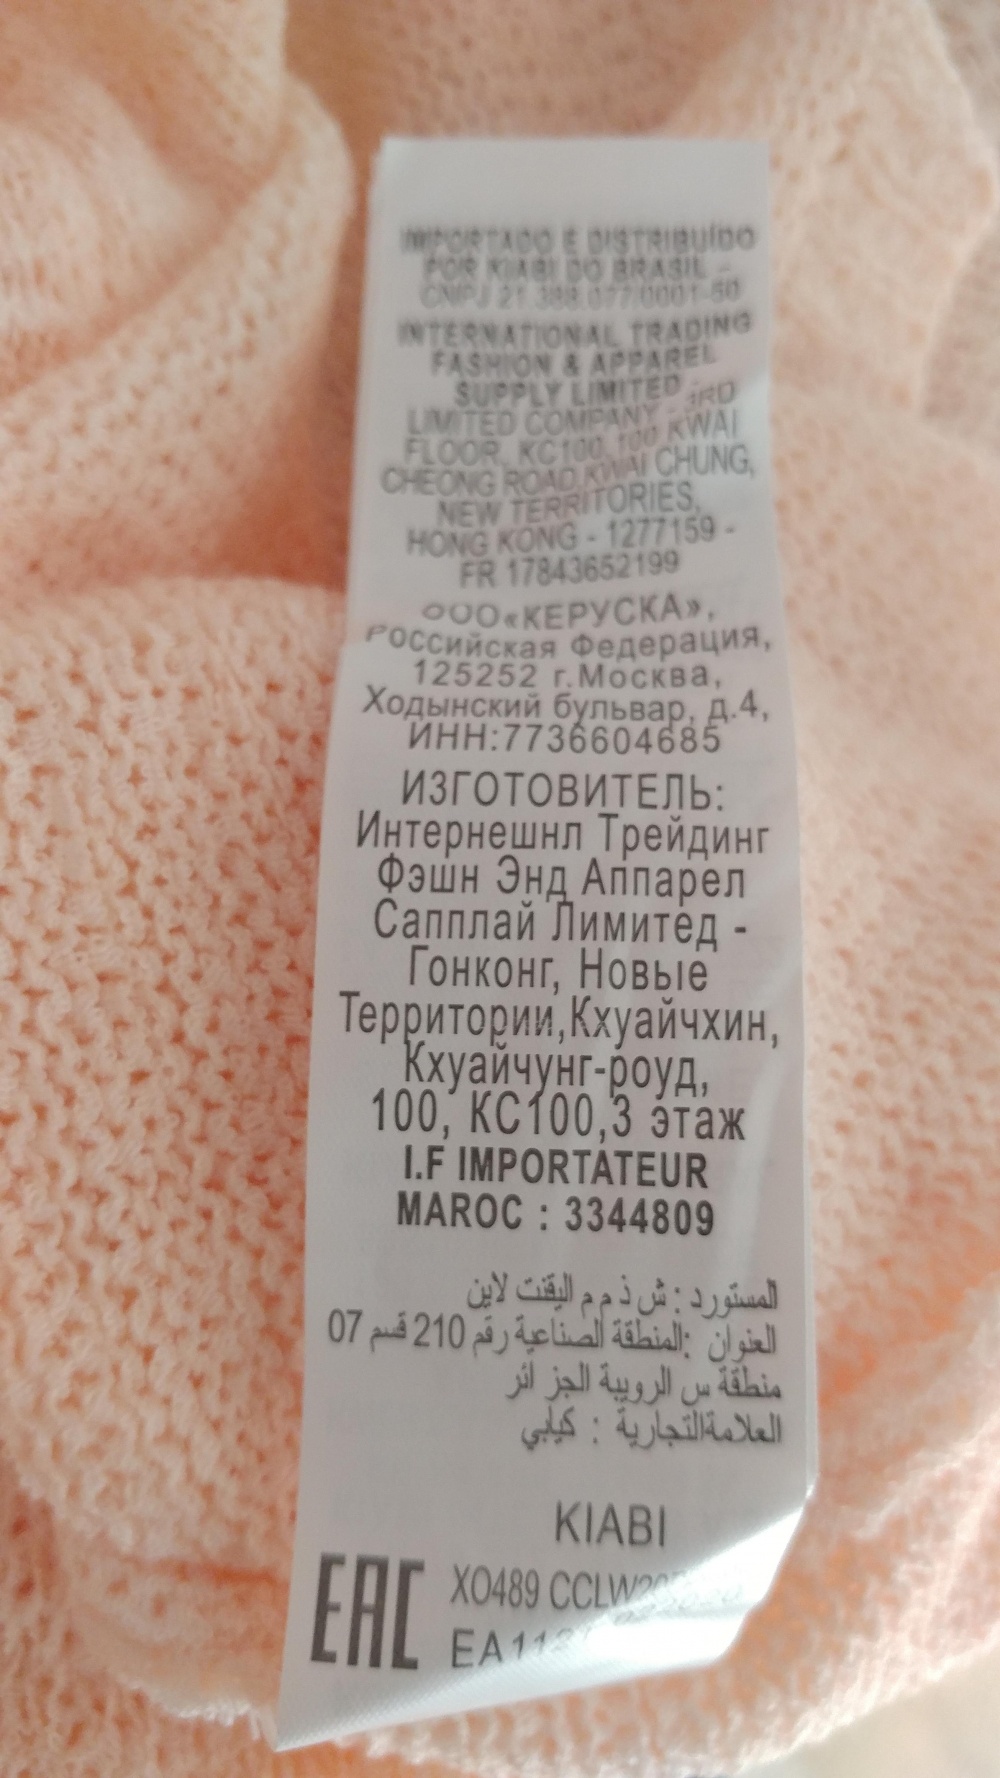 IMPORTADO E DISTRIBUÍDO
POR KIABI DO BRASIL -
CNPJ 21.388.077/0001-50
INTERNATIONAL TRADING
FASHION & APPAREL
SUPPLY LIMITED
LIMITED COMPANY - 3RD
FLOOR, KC100, 100 KWAI
CHEONG ROAD,KWAI CHUNG,
NEW TERRITORIES,
HONG KONG - 1277159 -
FR 17843652199
ООО«КЕРУСКА»,
Российская Федерация,
125252 г.Москва,
Ходынский бульвар, д.4,
ИНН:7736604685
ИЗГОТОВИТЕЛЬ:
Интернешнл Трейдинг
Фэшн Энд Аппарел
Сапплай Лимитед -
Гонконг, Новые
Территории,Кхуайчхин,
Кхуайчунг-роуд,
100, КС100,3 этаж
I.F IMPORTATEUR
MAROC : 3344809
المستورد : ش ذ م م اليقنت لاين
العنوان :المنطقة الصناعية رقم 210 قسم 07
منطقة س الرويبة الجز ائر
العلامةالتجارية : كيابي
KIABI
EAC XO489